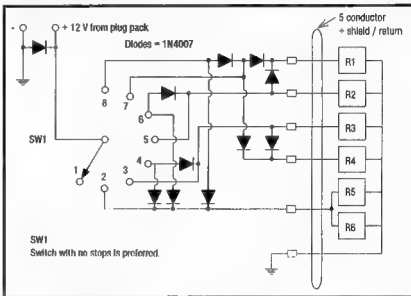 - + 12 V from plug pack
Diodes = 1N4007
5 conductor
+ shield / return
8
7
6
5
SW1
4
3
1
2
R1
R2
R3
R4
R5
R6
SW1
Switch with no stops is preferred.